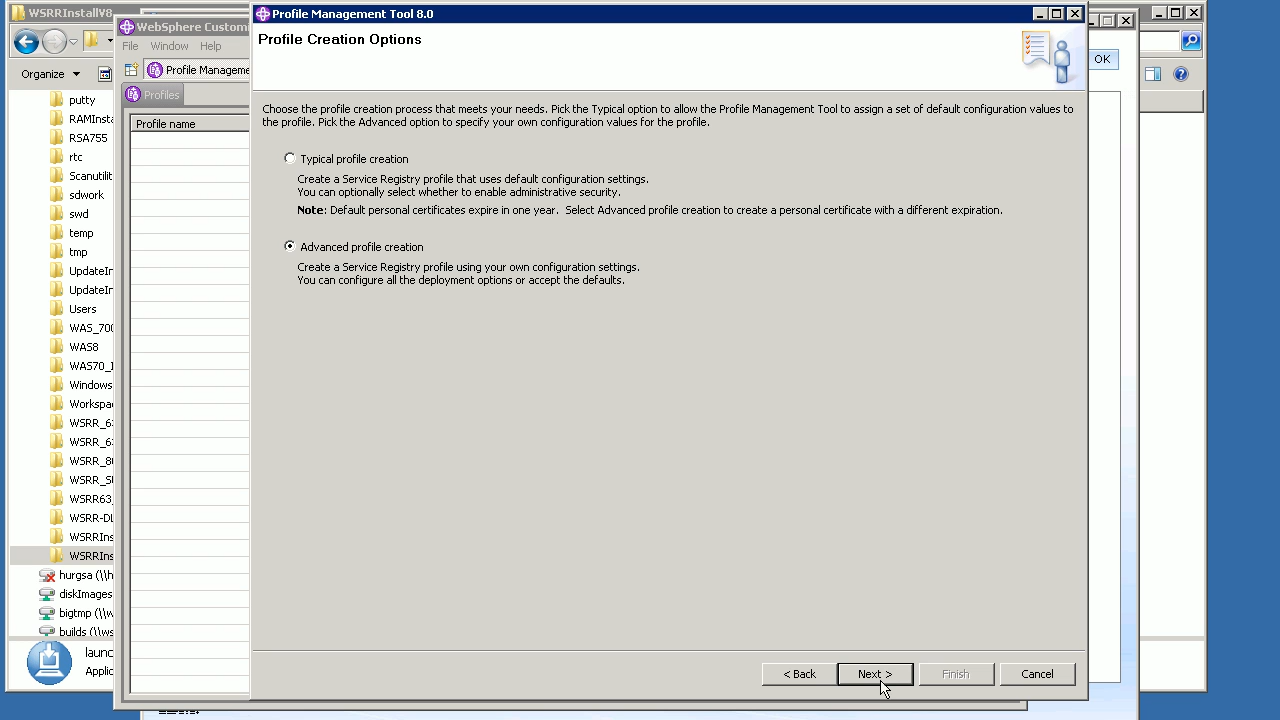 WSRRInstallV8
WebSphere Customi
File Window Help
Profile Manageme
Profiles
Profile name
Organize
putty
RAMInsta
RSA755
rtc
Scanutilit
sdwork
swd
temp
tmp
UpdateIn
UpdateIn
Users
WAS_700
WAS8
WAS70_I
Windows
Workspa
WSRR_6
WSRR_6
WSRR_8
WSRR_S
WSRR63_
WSRR-DL
WSRRIns
WSRRIns
hurgsa (\\h
diskImages
bigtmp (\\w
builds (\\ws
launc
Applic
Profile Management Tool 8.0
Profile Creation Options
Choose the profile creation process that meets your needs. Pick the Typical option to allow the Profile Management Tool to assign a set of default configuration values to
the profile. Pick the Advanced option to specify your own configuration values for the profile.
Typical profile creation
Create a Service Registry profile that uses default configuration settings.
You can optionally select whether to enable administrative security.
Note: Default personal certificates expire in one year. Select Advanced profile creation to create a personal certificate with a different expiration.
Advanced profile creation
Create a Service Registry profile using your own configuration settings.
You can configure all the deployment options or accept the defaults.
< Back Next > Finish Cancel
OK